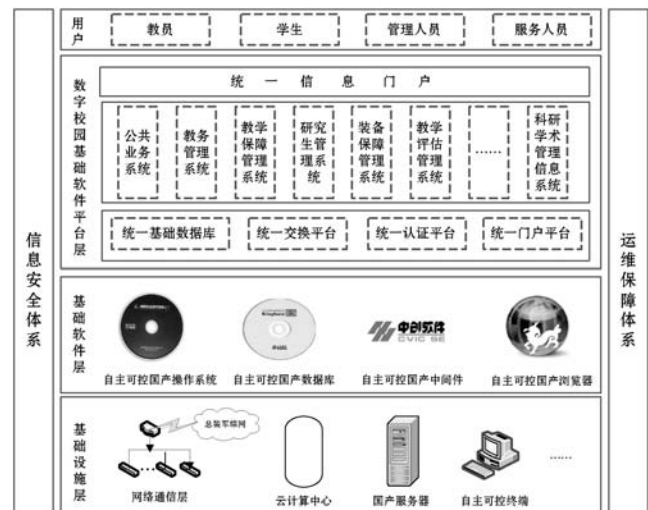 用户
教员
学生
管理人员
服务人员
数字校园基础软件平台层
统一信息门户
公共
业务
系统
教务
管理
系统
教学
保障
管理
系统
研究
生管
理系
统
装备
保障
管理
系统
教学
评估
管理
系统
……
科研
学术
管理
信息
系统
统一基础数据库
统一交换平台
统一认证平台
统一门户平台
信息安全体系
运维保障体系
基础软件层
中创软件
CVIC SE
自主可控国产操作系统
自主可控国产数据库
自主可控国产中间件
自主可控国产浏览器
基础设施层
总装军综网
……
网络通信层
云计算中心
国产服务器
自主可控终端